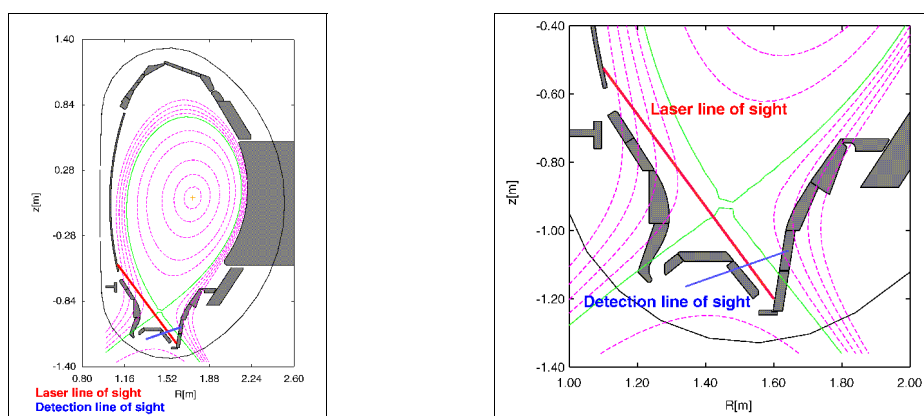 1.40
0.84
0.28
-0.28
-0.84
-1.40
z[m]
0.80 1.16 1.52 1.88 2.24 2.60
R[m]
Laser line of sight
Detection line of sight
-0.40
-0.60
-0.80
-1.00
-1.20
-1.40
z[m]
Laser line of sight
Detection line of sight
1.00 1.20 1.40 1.60 1.80 2.00
R[m]